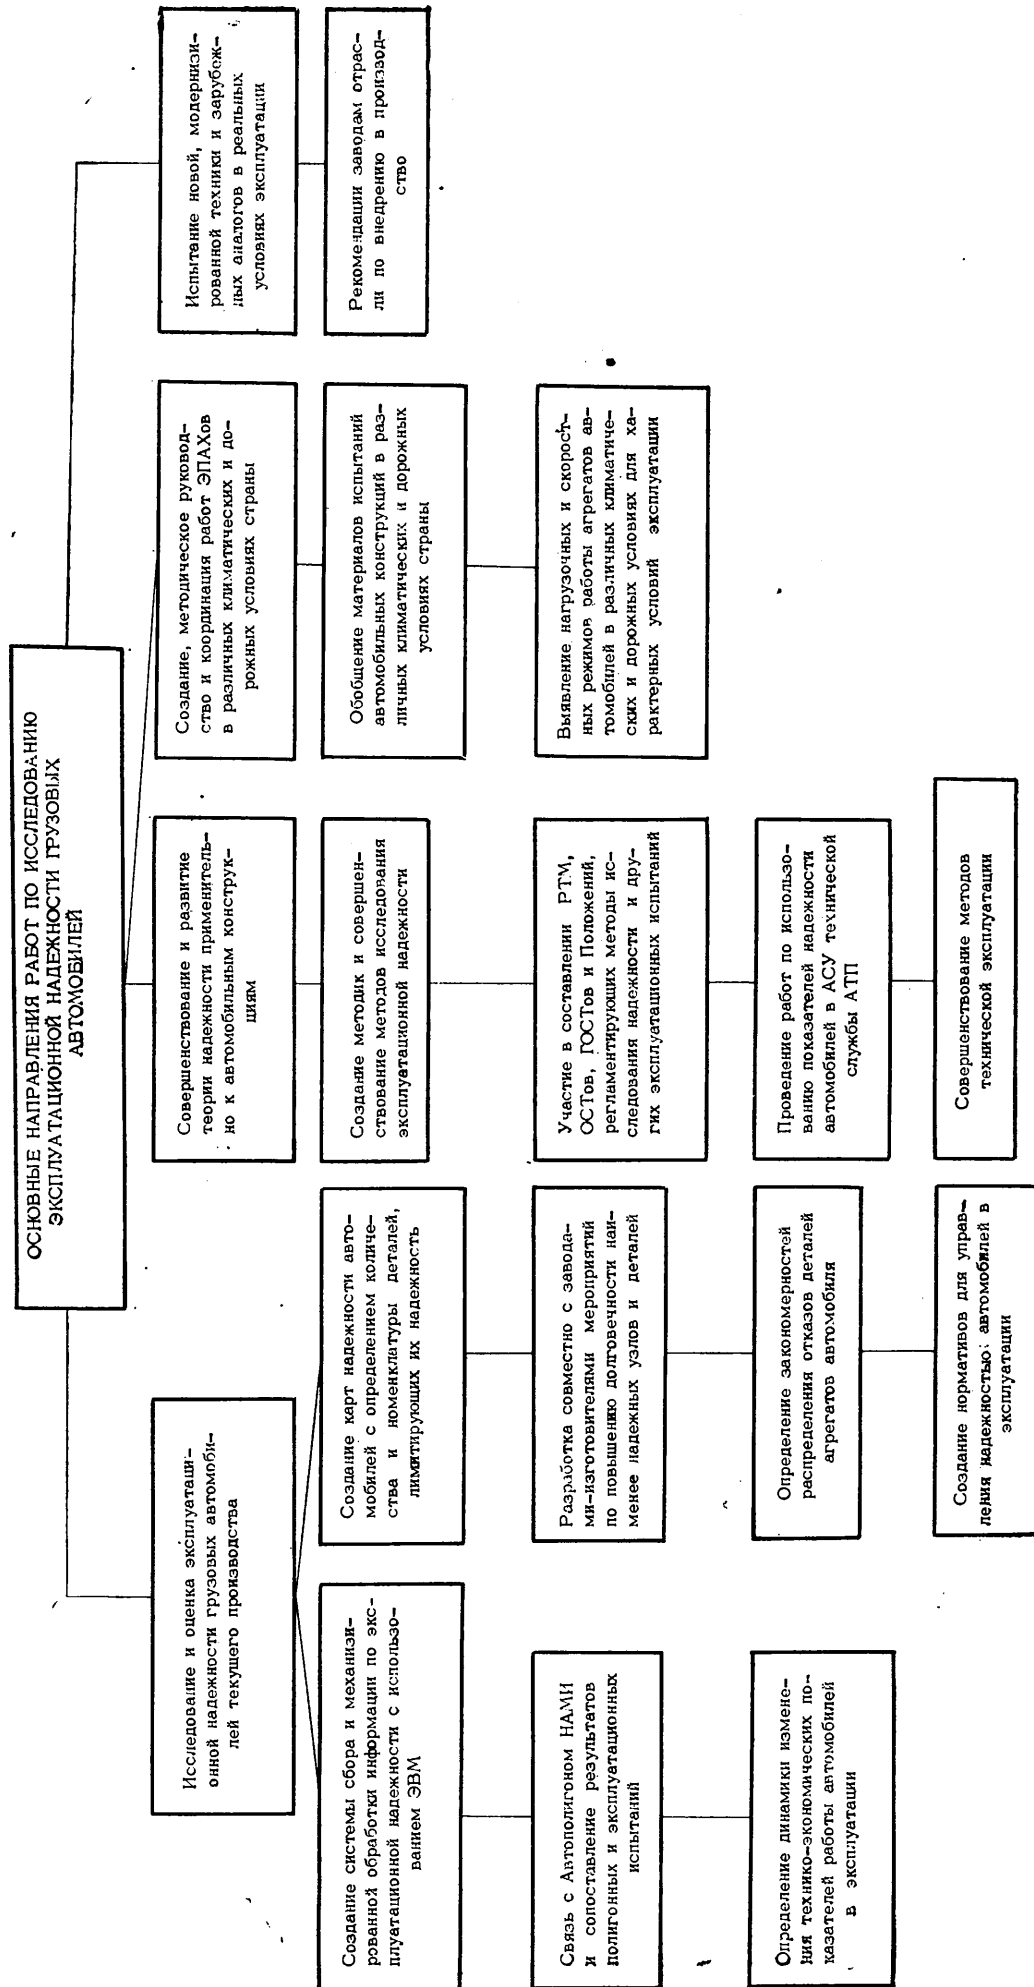 ОСНОВНЫЕ НАПРАВЛЕНИЯ РАБОТ ПО ИССЛЕДОВАНИЮ
ЭКСПЛУАТАЦИОННОЙ НАДЕЖНОСТИ ГРУЗОВЫХ
АВТОМОБИЛЕЙ
Исследование и оценка эксплуатаци-
онной надежности грузовых автомоби-
лей текущего производства
Создание системы сбора и механизи-
рованной обработки информации по экс-
плуатационной надежности с использо-
ванием ЭВМ
Связь с Автополигоном НАМИ
и сопоставление результатов
полигонных и эксплуатационных
испытаний
Определение динамики измене-
ния технико-экономических по-
казателей работы автомобилей
в эксплуатации
Создание карт надежности авто-
мобилей с определением количе-
ства и номенклатуры деталей,
лимитирующих их надежность
Разработка совместно с завода-
ми-изготовителями мероприятий
по повышению долговечности наи-
менее надежных узлов и деталей
Определение закономерностей
распределения отказов деталей
агрегатов автомобиля
Создание нормативов для управ-
ления надежностью автомобилей в
эксплуатации
Совершенствование и развитие
теории надежности применитель-
но к автомобильным конструк-
циям
Создание методик и совершен-
ствование методов исследования
эксплуатационной надежности
Участие в составлении РТМ,
ОСТов, ГОСТов и Положений,
регламентирующих методы ис-
следования надежности и дру-
гих эксплуатационных испытаний
Проведение работ по использо-
ванию показателей надежности
автомобилей в АСУ технической
службы АТП
Совершенствование методов
технической эксплуатации
Создание, методическое руковод-
ство и координация работ ЭПАХов
в различных климатических и до-
рожных условиях страны
Обобщение материалов испытаний
автомобильных конструкций в раз-
личных климатических и дорожных
условиях страны
Выявление нагрузочных и скорост-
ных режимов работы агрегатов ав-
томобилей в различных климатиче-
ских и дорожных условиях для ха-
рактерных условий эксплуатации
Испытание новой, модернизи-
рованной техники и зарубеж-
ных аналогов в реальных
условиях эксплуатации
Рекомендации заводам отрас-
ли по внедрению в производ-
ство